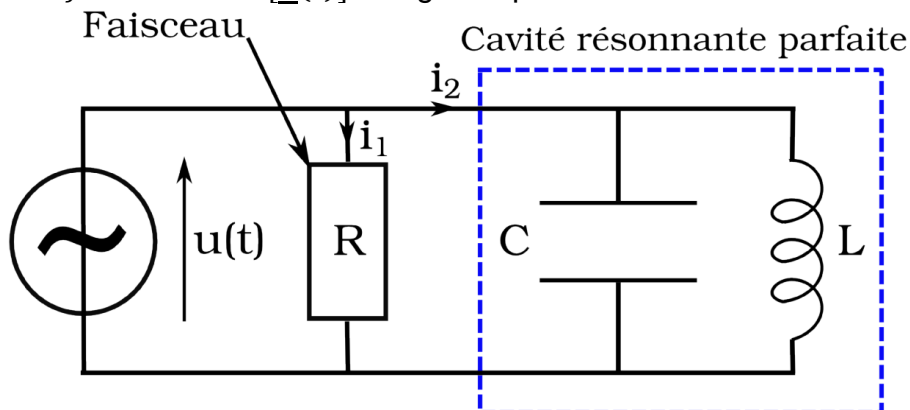 Faisceau
Cavité résonnante parfaite
i₂
i₁
u(t)
R
C
L